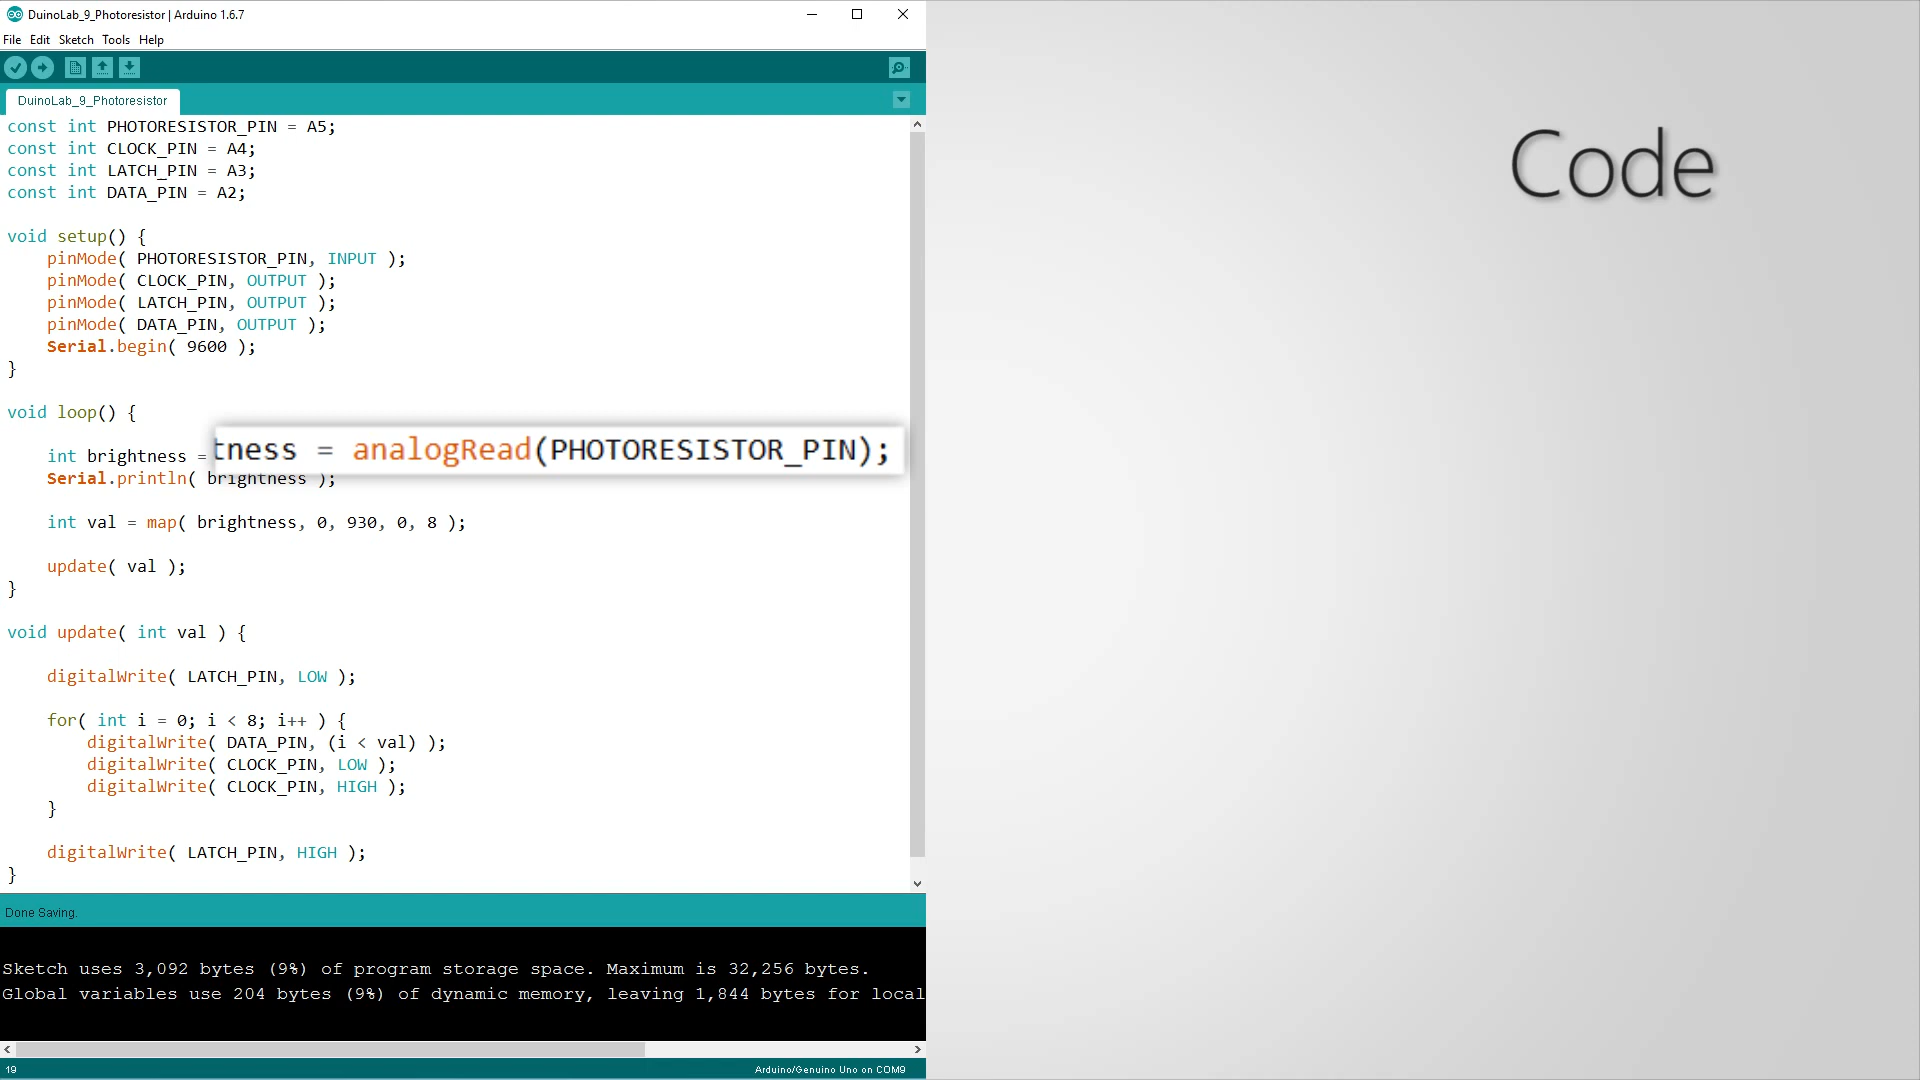 DuinoLab_9_Photoresistor | Arduino 1.6.7
File Edit Sketch Tools Help
DuinoLab_9_Photoresistor
Code
const int PHOTORESISTOR_PIN = A5;
const int CLOCK_PIN = A4;
const int LATCH_PIN = A3;
const int DATA_PIN = A2;
void setup() {
pinMode( PHOTORESISTOR_PIN, INPUT );
pinMode( CLOCK_PIN, OUTPUT );
pinMode( LATCH_PIN, OUTPUT );
pinMode( DATA_PIN, OUTPUT );
Serial.begin( 9600 );
}
void loop() {
int brightness =
tness = analogRead(PHOTORESISTOR_PIN);
Serial.println( brightness );
int val = map( brightness, 0, 930, 0, 8 );
update( val );
}
void update( int val ) {
digitalWrite( LATCH_PIN, LOW );
for( int i = 0; i < 8; i++ ) {
digitalWrite( DATA_PIN, (i < val) );
digitalWrite( CLOCK_PIN, LOW );
digitalWrite( CLOCK_PIN, HIGH );
}
digitalWrite( LATCH_PIN, HIGH );
}
Done Saving.
Sketch uses 3,092 bytes (9%) of program storage space. Maximum is 32,256 bytes.
Global variables use 204 bytes (9%) of dynamic memory, leaving 1,844 bytes for local
19 Arduino/Genuino Uno on COM9